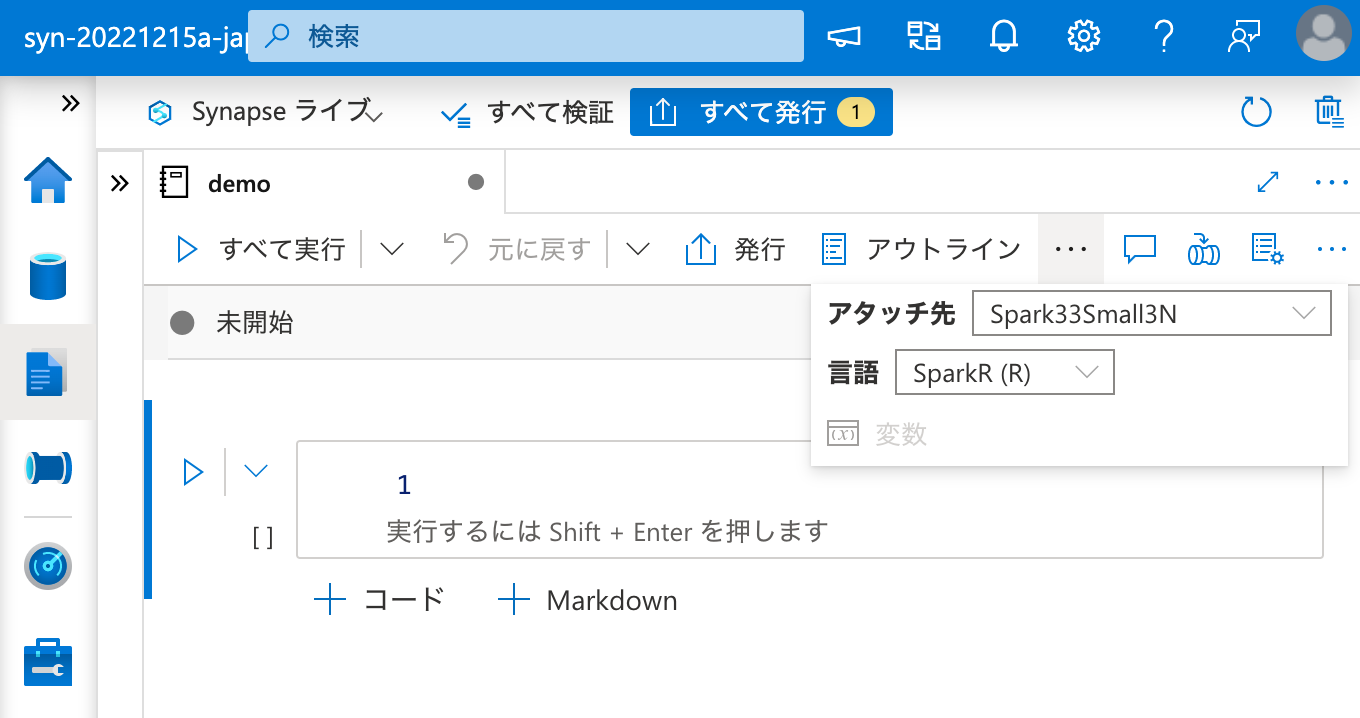 syn-20221215a-jap
検索
Synapse ライブ
すべて検証
すべて発行 1
demo
すべて実行
元に戻す
発行
アウトライン
未開始
アタッチ先 Spark33Small3N
言語 SparkR (R)
(x) 変数
1
[ ]
実行するには Shift + Enter を押します
コード
Markdown